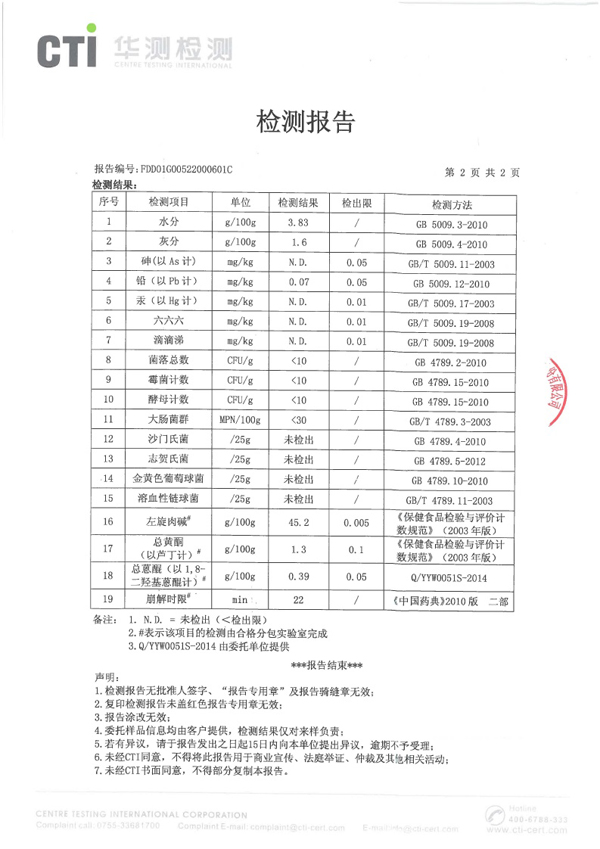 CTI 华测检测
CENTRE TESTING INTERNATIONAL
检测报告
报告编号:FDD01G00522000601C 第 2 页 共 2 页
检测结果:
序号 检测项目 单位 检测结果 检出限 检测方法
1 水分 g/100g 3.83 / GB 5009.3-2010
2 灰分 g/100g 1.6 / GB 5009.4-2010
3 砷(以 As 计) mg/kg N.D. 0.05 GB/T 5009.11-2003
4 铅（以 Pb 计） mg/kg 0.07 0.05 GB 5009.12-2010
5 汞（以 Hg 计） mg/kg N.D. 0.01 GB/T 5009.17-2003
6 六六六 mg/kg N.D. 0.01 GB/T 5009.19-2008
7 滴滴涕 mg/kg N.D. 0.01 GB/T 5009.19-2008
8 菌落总数 CFU/g <10 / GB 4789.2-2010
9 霉菌计数 CFU/g <10 / GB 4789.15-2010
10 酵母计数 CFU/g <10 / GB 4789.15-2010
11 大肠菌群 MPN/100g <30 / GB/T 4789.3-2003
12 沙门氏菌 /25g 未检出 / GB 4789.4-2010
13 志贺氏菌 /25g 未检出 / GB 4789.5-2012
14 金黄色葡萄球菌 /25g 未检出 / GB 4789.10-2010
15 溶血性链球菌 /25g 未检出 / GB/T 4789.11-2003
16 左旋肉碱# g/100g 45.2 0.005 《保健食品检验与评价计
数规范》（2003 年版）
17 总黄酮
（以芦丁计）# g/100g 1.3 0.1 《保健食品检验与评价计
数规范》（2003 年版）
18 总蒽醌（以 1,8-
二羟基蒽醌计）# g/100g 0.39 0.05 Q/YYW0051S-2014
19 崩解时限# min 22 / 《中国药典》2010 版 二部
备注： 1. N.D. = 未检出（＜检出限）
2.#表示该项目的检测由合格分包实验室完成
3.Q/YYW0051S-2014 由委托单位提供
***报告结束***
声明：
1.检测报告无批准人签字、“报告专用章”及报告骑缝章无效；
2.复印检测报告未盖红色报告专用章无效；
3.报告涂改无效；
4.委托样品信息均由客户提供，检测结果仅对来样负责；
5.若有异议，请于报告发出之日起15日内向本单位提出异议，逾期不予受理；
6.未经CTI同意，不得将此报告用于商业宣传、法庭举证、仲裁及其他相关活动；
7.未经CTI书面同意，不得部分复制本报告。
有限公司
CENTRE TESTING INTERNATIONAL CORPORATION
Complaint call: 0755-33681700 Complaint E-mail: complaint@cti-cert.com E-mail:info@cti-cert.com
Hotline
400-6788-333
www.cti-cert.com